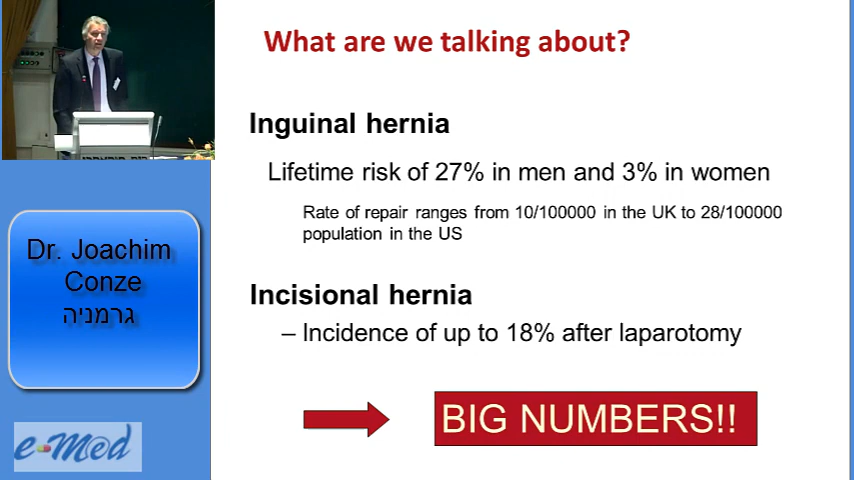 What are we talking about?
Inguinal hernia
Lifetime risk of 27% in men and 3% in women
Rate of repair ranges from 10/100000 in the UK to 28/100000
population in the US
Incisional hernia
– Incidence of up to 18% after laparotomy
BIG NUMBERS!!
Dr. Joachim
Conze
גרמניה
e-Med